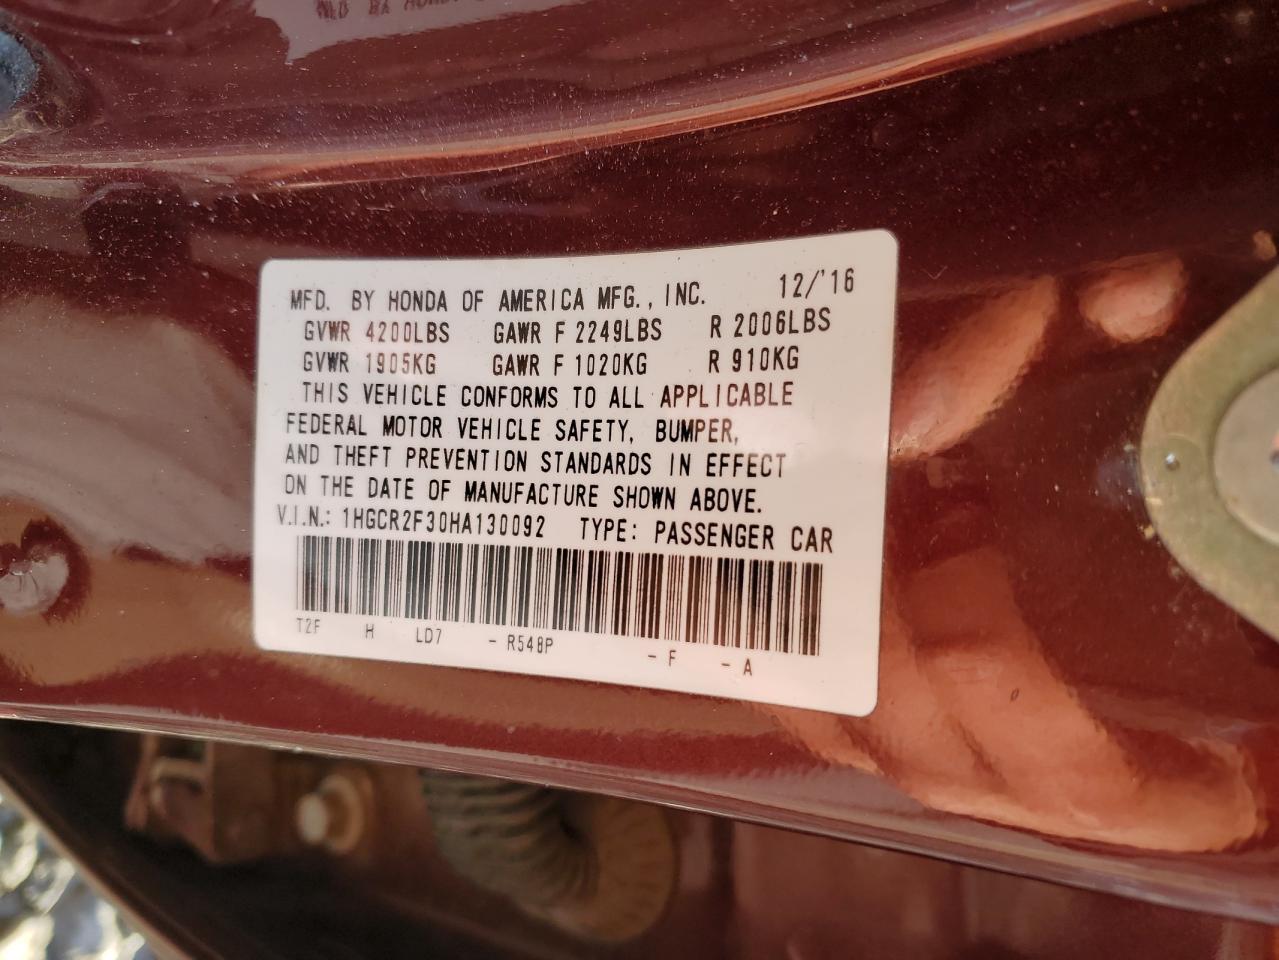 MFD. BY HONDA OF AMERICA MFG., INC. 12/'16
GVWR 4200LBS GAWR F 2249LBS R 2006LBS
GVWR 1905KG GAWR F 1020KG R 910KG
THIS VEHICLE CONFORMS TO ALL APPLICABLE
FEDERAL MOTOR VEHICLE SAFETY, BUMPER,
AND THEFT PREVENTION STANDARDS IN EFFECT
ON THE DATE OF MANUFACTURE SHOWN ABOVE.
V.I.N.: 1HGCR2F30HA130092 TYPE: PASSENGER CAR
T2F H LD7 - R548P - F - A